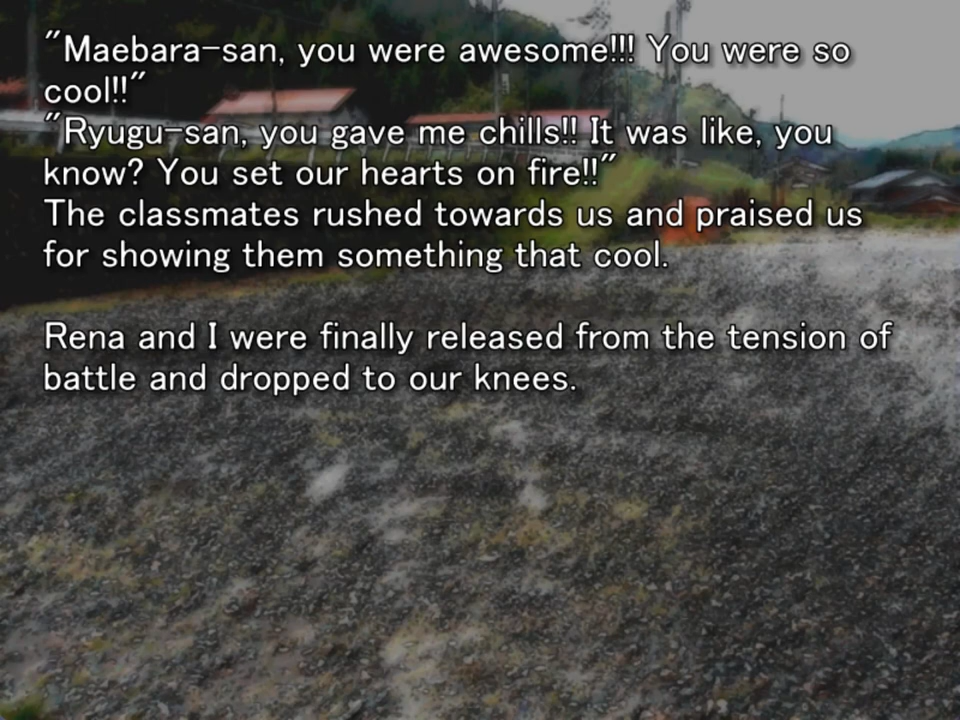 "Maebara-san, you were awesome!!! You were so
cool!!"
"Ryugu-san, you gave me chills!! It was like, you
know? You set our hearts on fire!!"
The classmates rushed towards us and praised us
for showing them something that cool.
Rena and I were finally released from the tension of
battle and dropped to our knees.